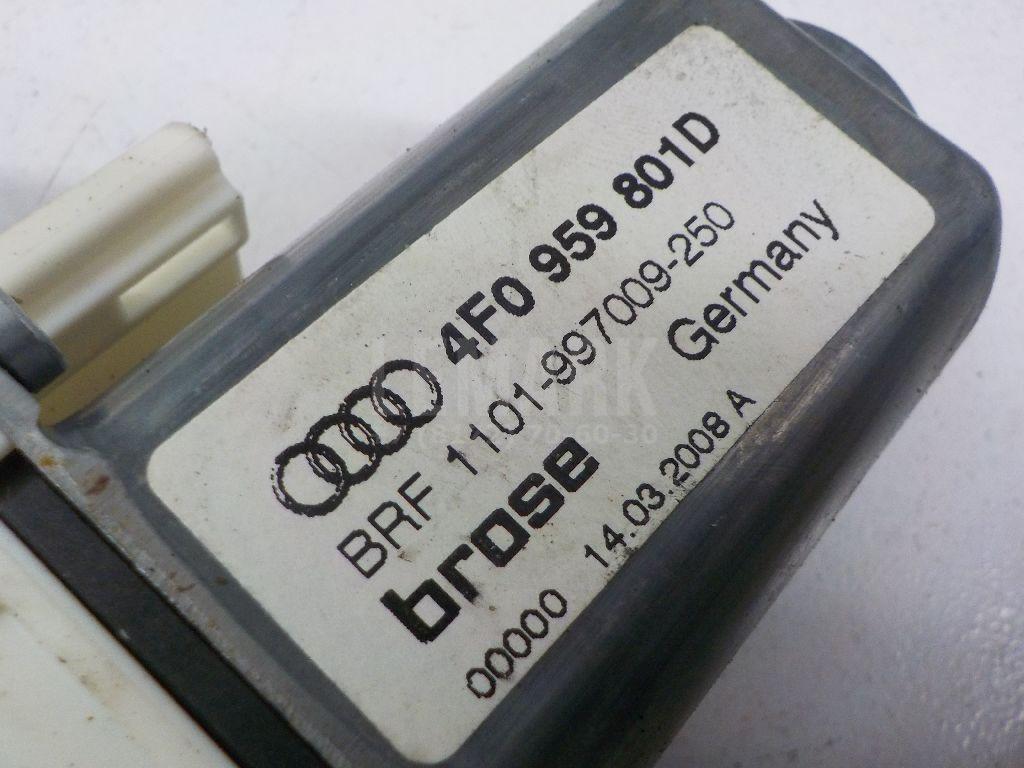 4F0 959 801D
BRF 1101-997009-250
brose Germany
00000 14.03.2008 A